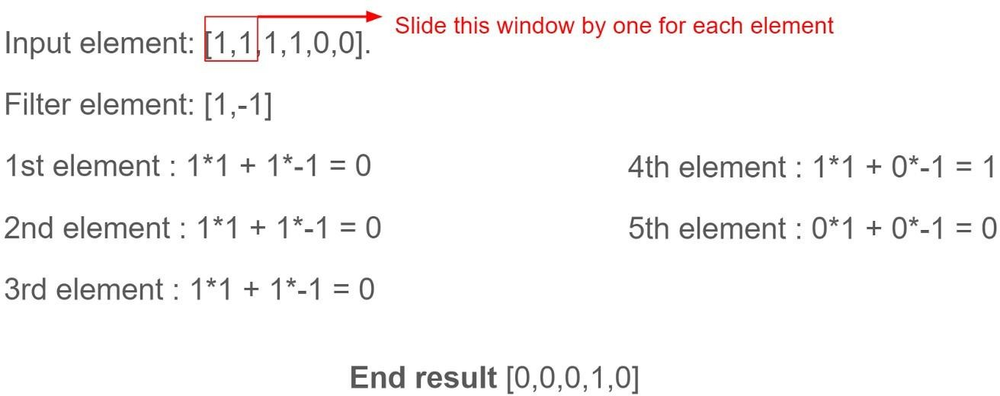 Slide this window by one for each element
Input element: [1,1,1,1,0,0].
Filter element: [1,-1]
1st element : 1*1 + 1*-1 = 0
2nd element : 1*1 + 1*-1 = 0
3rd element : 1*1 + 1*-1 = 0
4th element : 1*1 + 0*-1 = 1
5th element : 0*1 + 0*-1 = 0
End result [0,0,0,1,0]